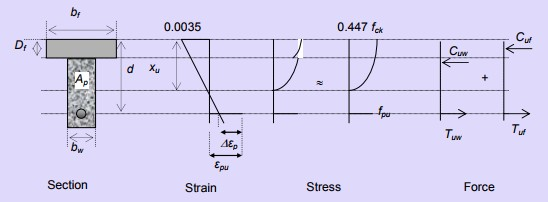 bf
0.0035
0.447 fck
Df
d
xu
Cuw
Cuf
Ap
≈
+
fpu
Tuw
Tuf
Δεp
bw
εpu
Section
Strain
Stress
Force